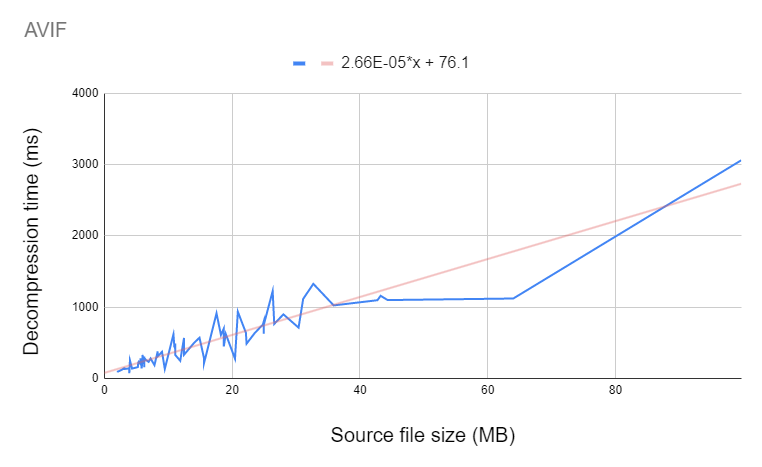 AVIF
2.66E-05*x + 76.1
Decompression time (ms)
4000
3000
2000
1000
0
0 20 40 60 80
Source file size (MB)